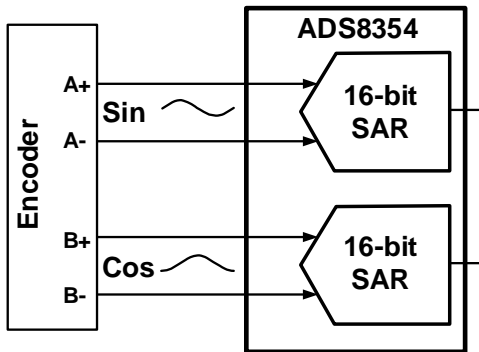 ADS8354
Encoder
A+
Sin
A-
16-bit
SAR
B+
Cos
B-
16-bit
SAR